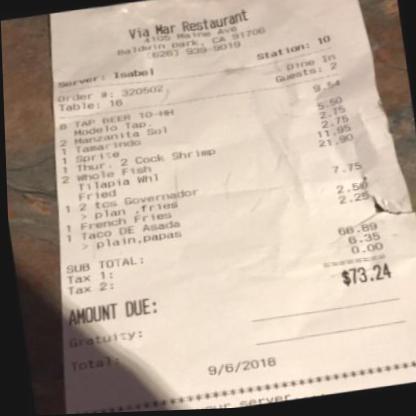 Via Mar Restaurant
4105 Maine Ave
Baldwin Park, CA 91706
(626) 939-9019
Server: Isabel Station: 10
Order #: 320502 Dine In
Table: 16 Guests: 2
6 TAP BEER 10-HH 9.54
Modelo Tap.
2 Manzanita Sol 5.50
1 Tamarindo 2.75
1 Sprite 2.75
1 Thur. 2 Cock Shrimp 11.95
2 Whole Fish 21.90
Tilapia Whl
Fried
1 2 tcs Governador 7.75
> plan ,fries
1 French Fries 2.50
1 Taco DE Asada 2.25
> plain,papas
SUB TOTAL: 66.89
Tax 1: 6.35
Tax 2: 0.00
AMOUNT DUE: $73.24
Gratuity:
Total:
9/6/2018
your server